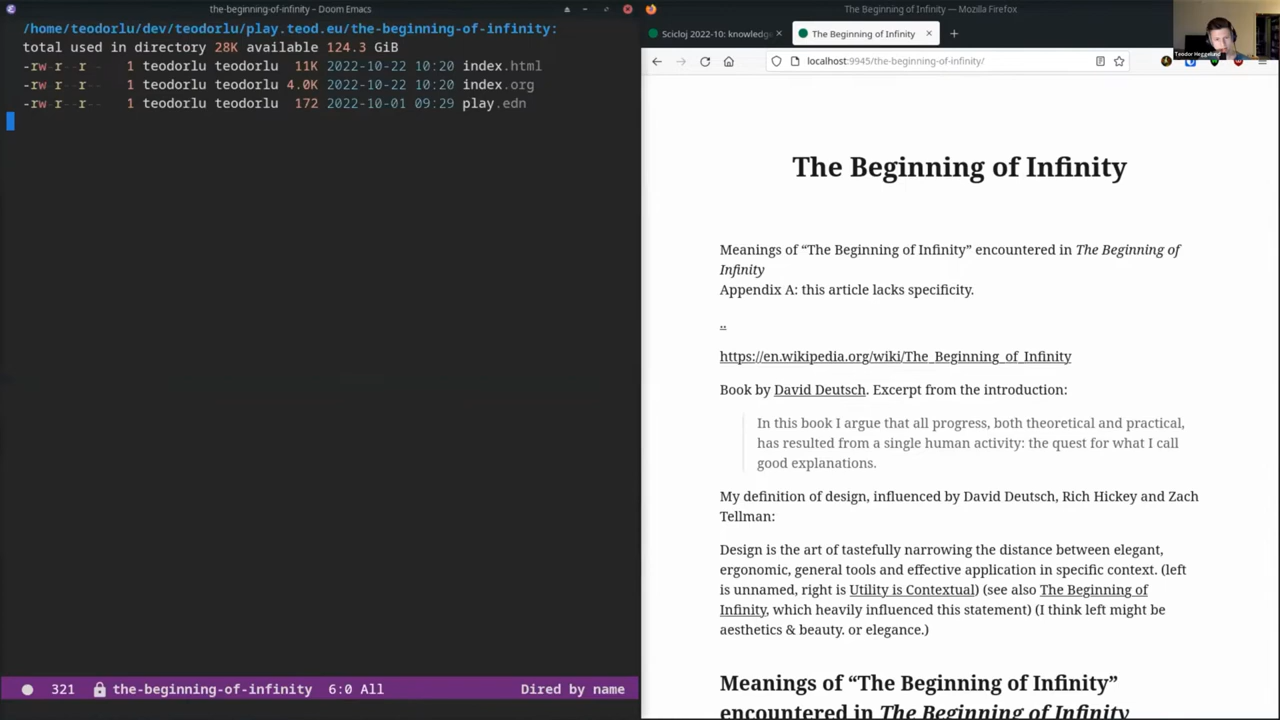 the-beginning-of-infinity – Doom Emacs
/home/teodorlu/dev/teodorlu/play.teod.eu/the-beginning-of-infinity:
total used in directory 28K available 124.3 GiB
-rw-r--r-- 1 teodorlu teodorlu 11K 2022-10-22 10:20 index.html
-rw-r--r-- 1 teodorlu teodorlu 4.0K 2022-10-22 10:20 index.org
-rw-r--r-- 1 teodorlu teodorlu 172 2022-10-01 09:29 play.edn
321 the-beginning-of-infinity 6:0 All Dired by name
The Beginning of Infinity — Mozilla Firefox
Scicloj 2022-10: knowledg
The Beginning of Infinity
localhost:9945/the-beginning-of-infinity/
Teodor Heggelund
The Beginning of Infinity
Meanings of “The Beginning of Infinity” encountered in The Beginning of
Infinity
Appendix A: this article lacks specificity.
..
https://en.wikipedia.org/wiki/The_Beginning_of_Infinity
Book by David Deutsch. Excerpt from the introduction:
In this book I argue that all progress, both theoretical and practical,
has resulted from a single human activity: the quest for what I call
good explanations.
My definition of design, influenced by David Deutsch, Rich Hickey and Zach
Tellman:
Design is the art of tastefully narrowing the distance between elegant,
ergonomic, general tools and effective application in specific context. (left
is unnamed, right is Utility is Contextual) (see also The Beginning of
Infinity, which heavily influenced this statement) (I think left might be
aesthetics & beauty. or elegance.)
Meanings of “The Beginning of Infinity”
encountered in The Beginning of Infinity